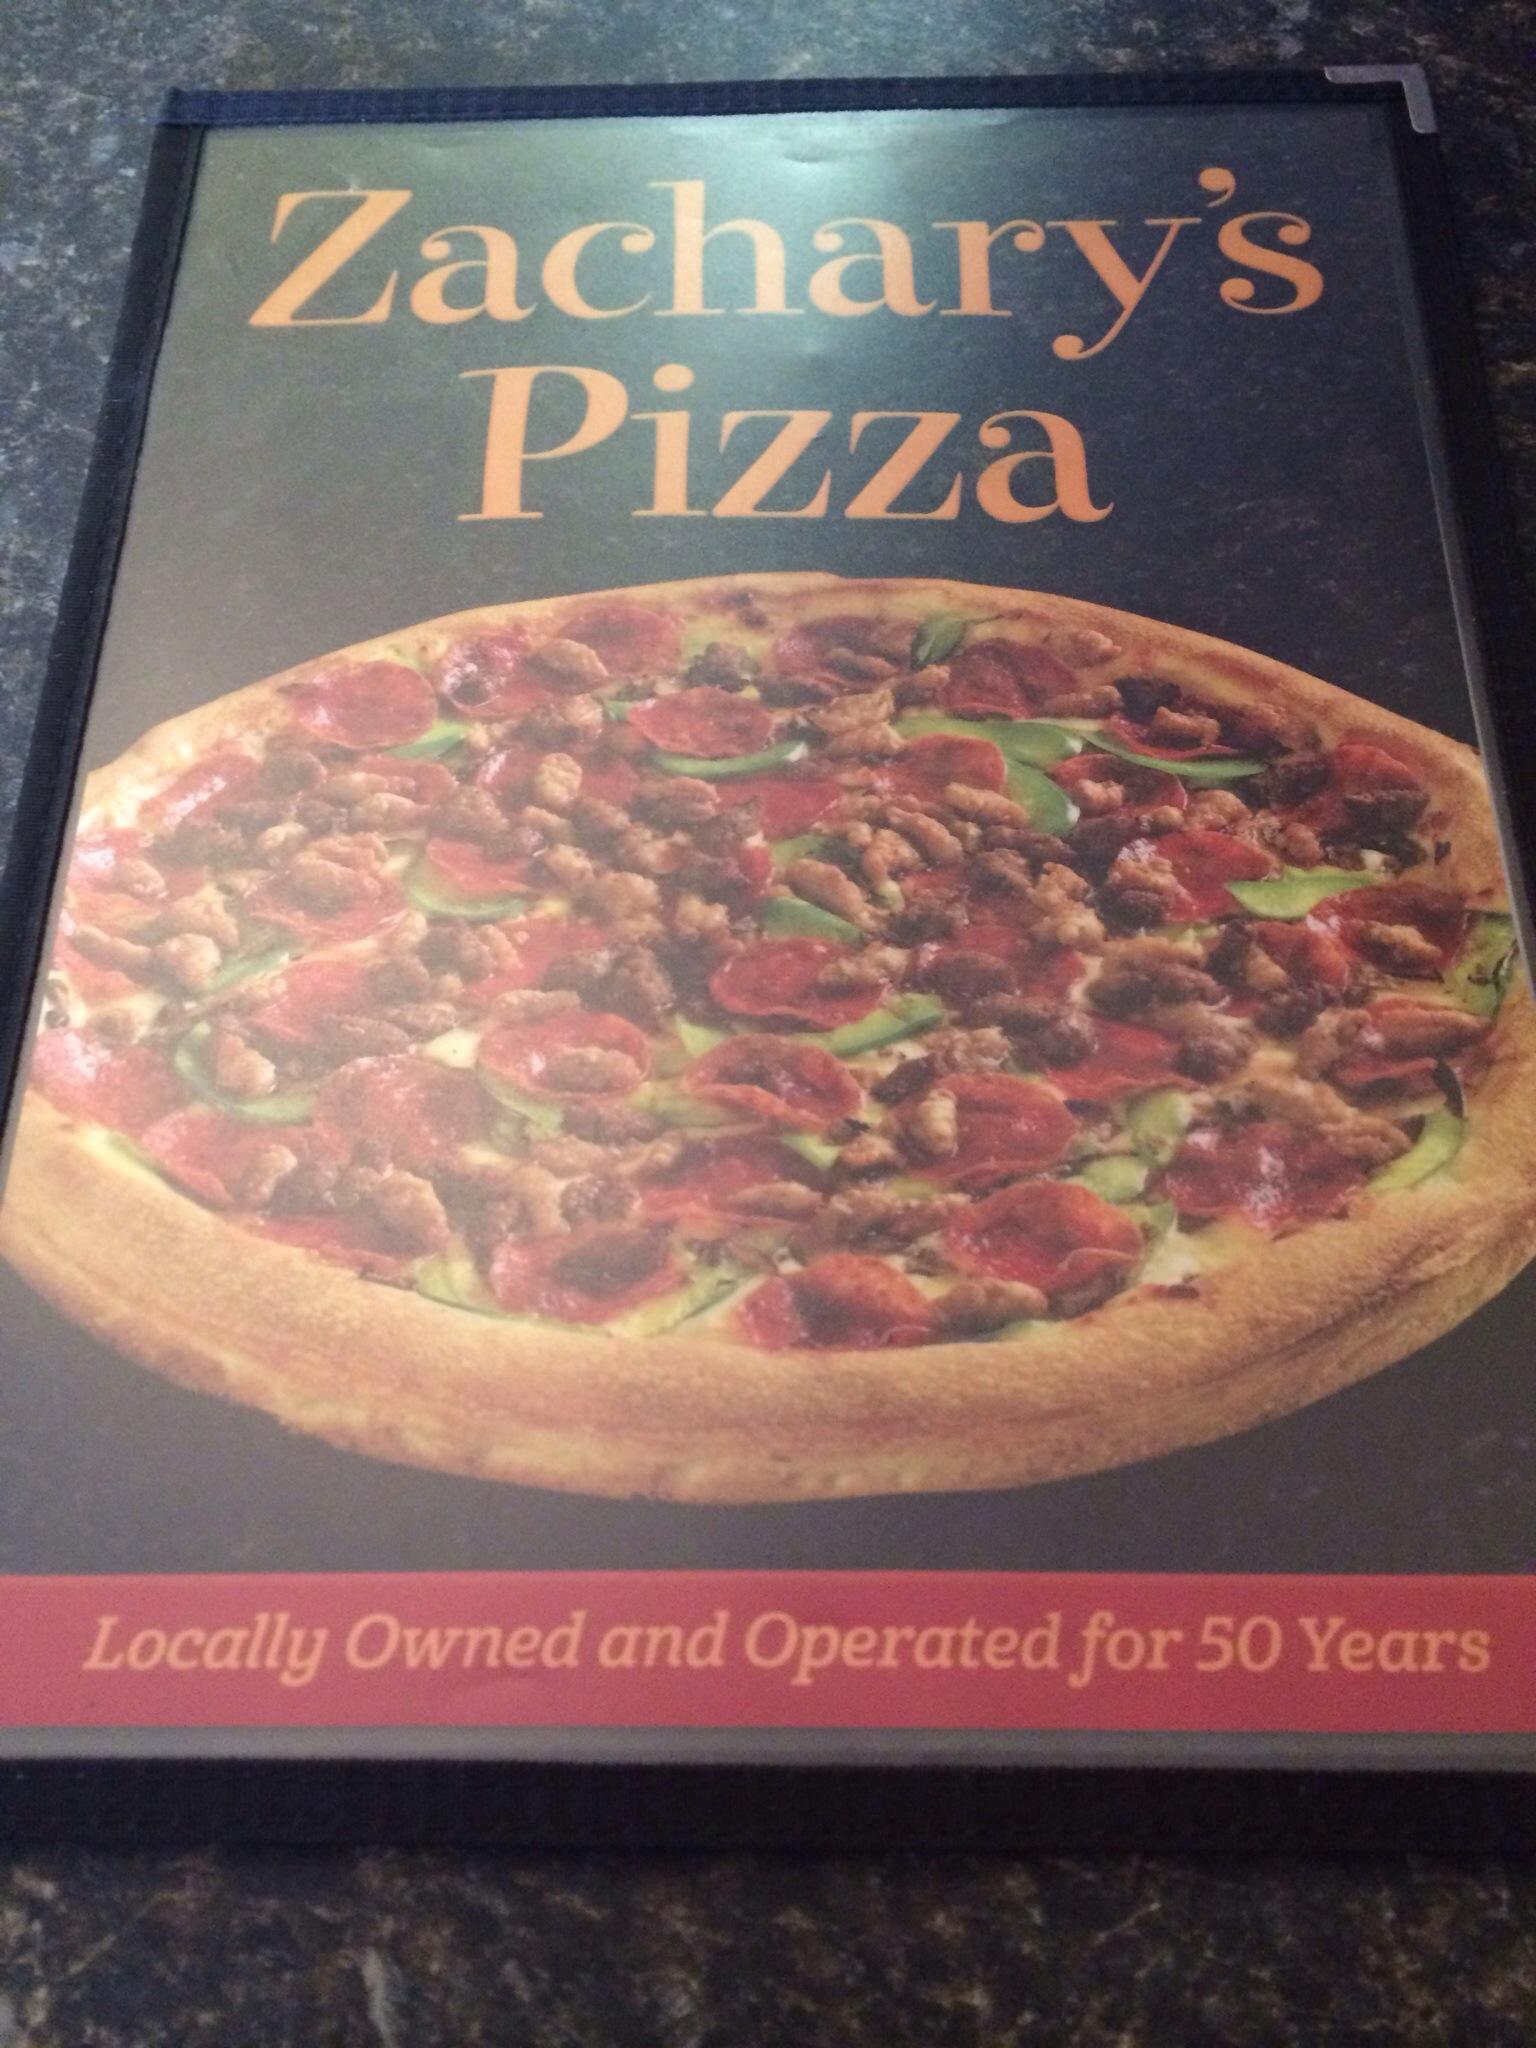 Zachary's
Pizza
Locally Owned and Operated for 50 Years